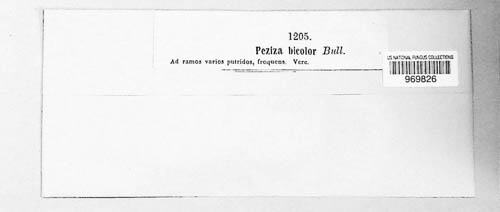 1205.
Peziza bicolor Bull.
Ad ramos varios putridos, frequens. Vere.
US NATIONAL FUNGUS COLLECTIONS
969826